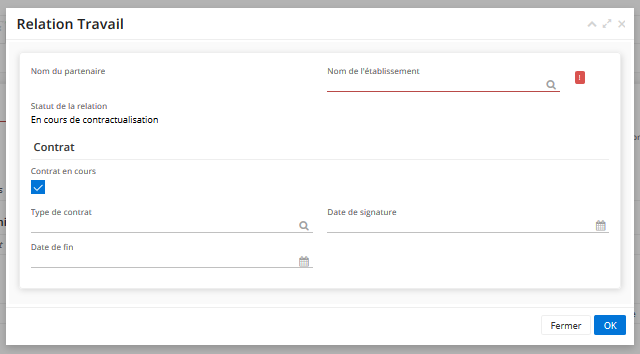 Relation Travail
Nom du partenaire
Nom de l'établissement
!
Statut de la relation
En cours de contractualisation
Contrat
Contrat en cours
Type de contrat
Date de signature
Date de fin
Fermer
OK